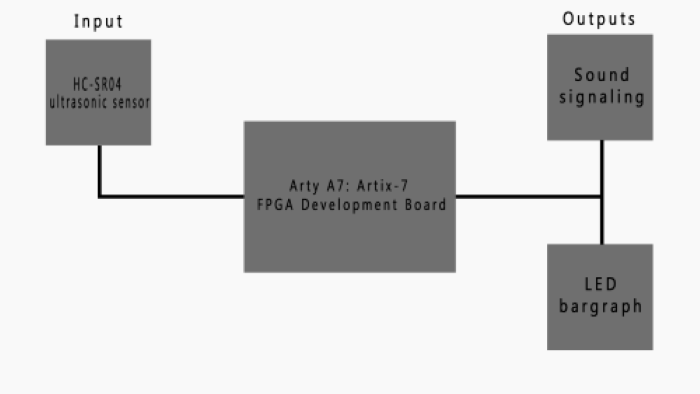 Input
HC-SR04
ultrasonic sensor
Arty A7: Artix-7
FPGA Development Board
Outputs
Sound
signaling
LED
bargraph